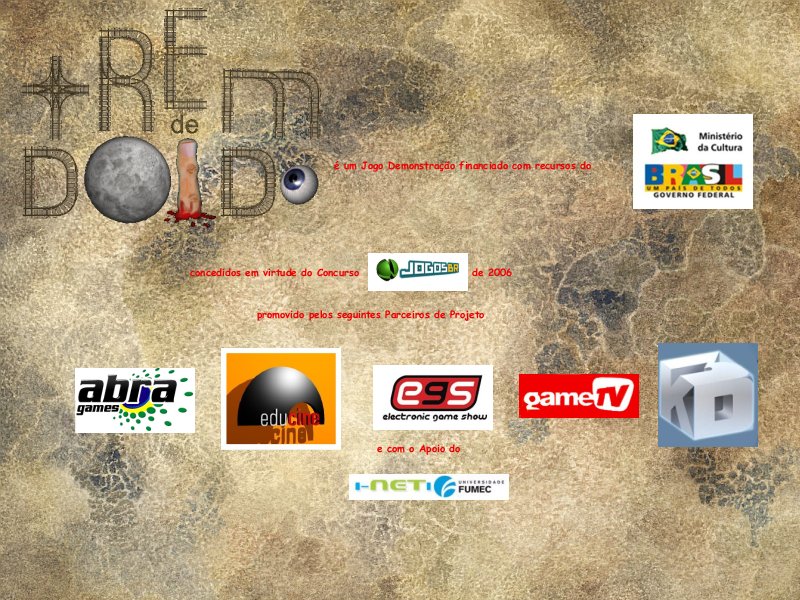 tREm
de
DOIDO
é um Jogo Demonstração financiado com recursos do
Ministério
da Cultura
BRASIL
UM PAÍS DE TODOS
GOVERNO FEDERAL
concedidos em virtude do Concurso
JOGOSBR
de 2006
promovido pelos seguintes Parceiros de Projeto
abra
games
educine
cine
egs
electronic game show
gameTV
e com o Apoio do
I-NETI
UNIVERSIDADE
FUMEC